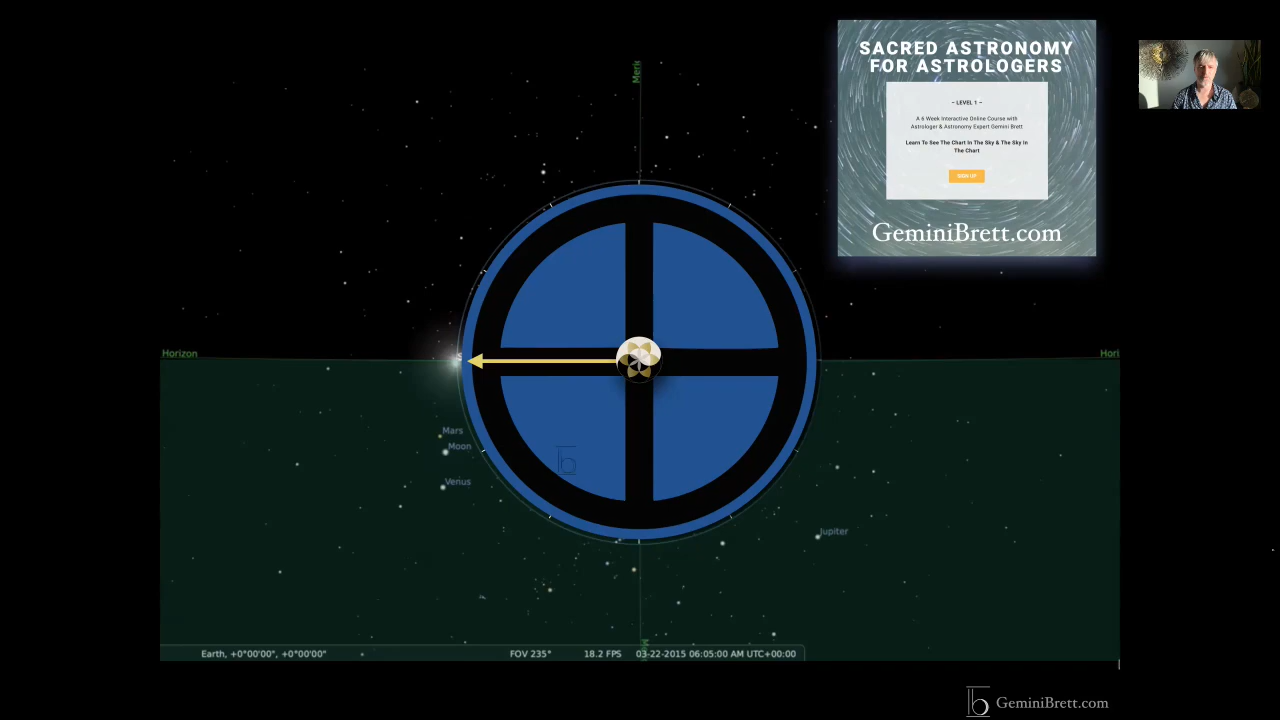 Meri
SACRED ASTRONOMY
FOR ASTROLOGERS
~ LEVEL 1 ~
A 6 Week Interactive Online Course with
Astrologer & Astronomy Expert Gemini Brett
Learn To See The Chart In The Sky & The Sky In
The Chart
SIGN UP
GeminiBrett.com
Horizon
Hori
S
Mars
Moon
Venus
Jupiter
Earth, +0°00'00", +0°00'00" FOV 235° 18.2 FPS 03-22-2015 06:05:00 AM UTC+00:00
GeminiBrett.com